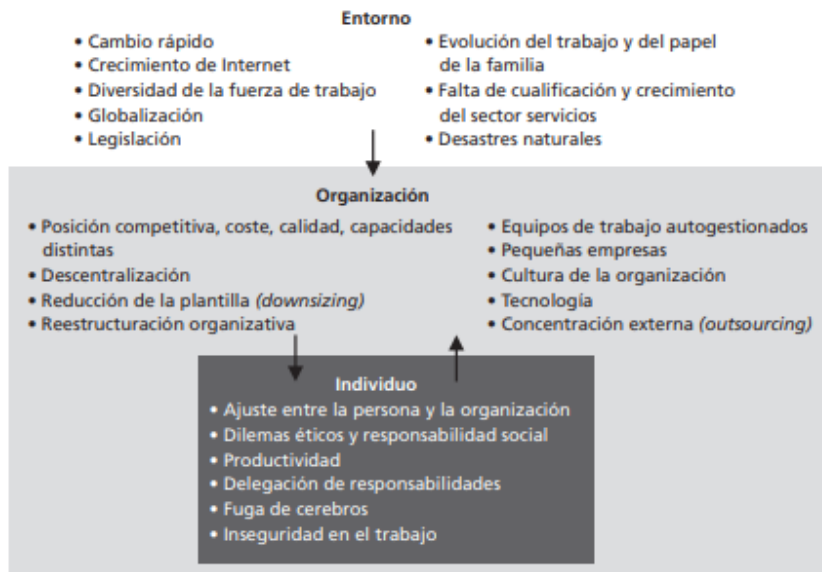 Entorno
• Cambio rápido
• Crecimiento de Internet
• Diversidad de la fuerza de trabajo
• Globalización
• Legislación
• Evolución del trabajo y del papel
de la familia
• Falta de cualificación y crecimiento
del sector servicios
• Desastres naturales
Organización
• Posición competitiva, coste, calidad, capacidades
distintas
• Descentralización
• Reducción de la plantilla (downsizing)
• Reestructuración organizativa
• Equipos de trabajo autogestionados
• Pequeñas empresas
• Cultura de la organización
• Tecnología
• Concentración externa (outsourcing)
Individuo
• Ajuste entre la persona y la organización
• Dilemas éticos y responsabilidad social
• Productividad
• Delegación de responsabilidades
• Fuga de cerebros
• Inseguridad en el trabajo